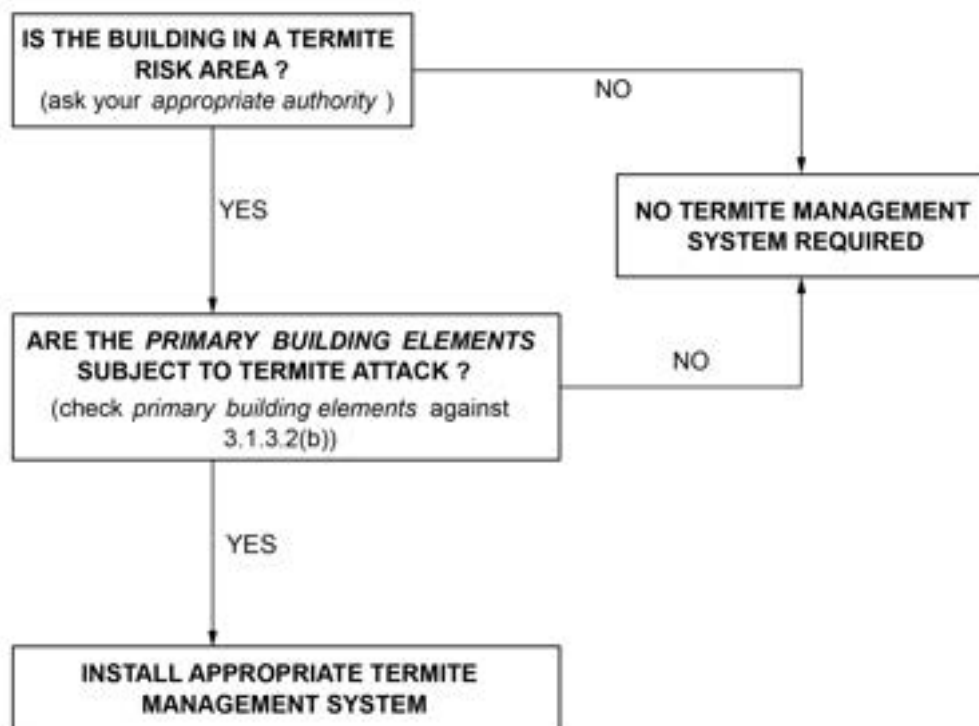 IS THE BUILDING IN A TERMITE
RISK AREA ?
(ask your appropriate authority )
NO
YES
NO TERMITE MANAGEMENT
SYSTEM REQUIRED
ARE THE PRIMARY BUILDING ELEMENTS
SUBJECT TO TERMITE ATTACK ?
(check primary building elements against
3.1.3.2(b))
NO
YES
INSTALL APPROPRIATE TERMITE
MANAGEMENT SYSTEM